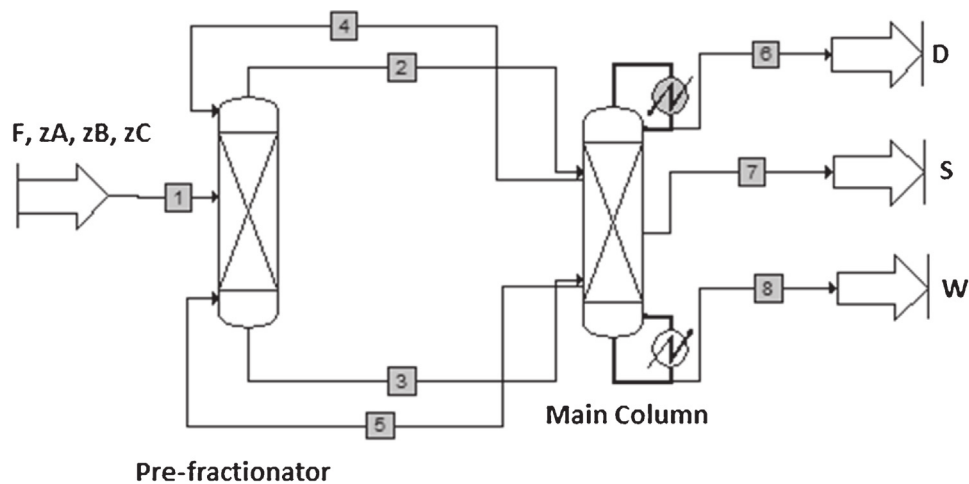 4
6
D
2
F, zA, zB, zC
1
7
S
8
W
3
5
Main Column
Pre-fractionator